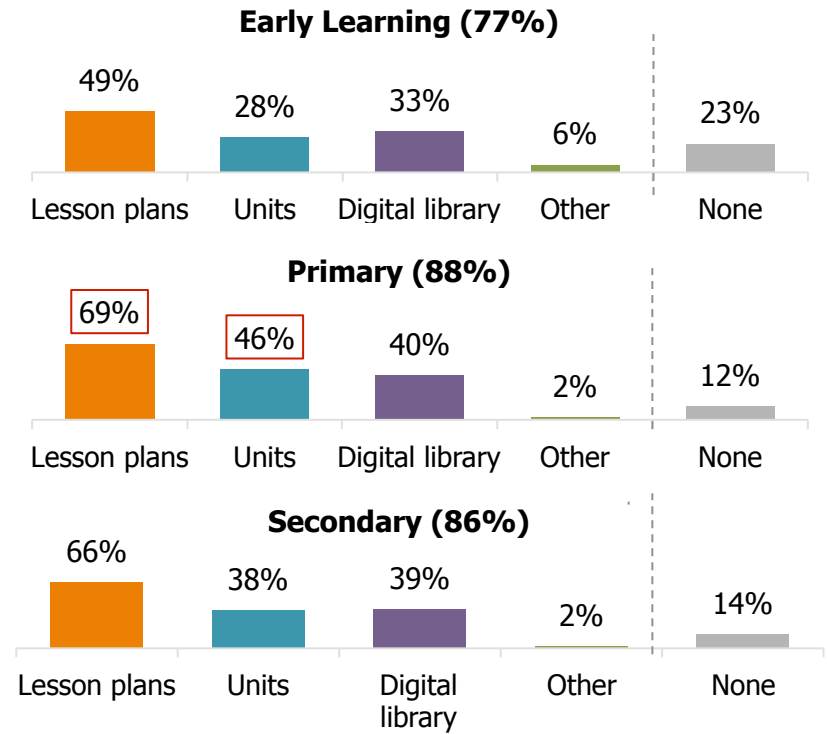 Early Learning (77%)
49%
28%
33%
6%
23%
Lesson plans
Units
Digital library
Other
None
Primary (88%)
69%
46%
40%
2%
12%
Lesson plans
Units
Digital library
Other
None
Secondary (86%)
66%
38%
39%
2%
14%
Lesson plans
Units
Digital
library
Other
None